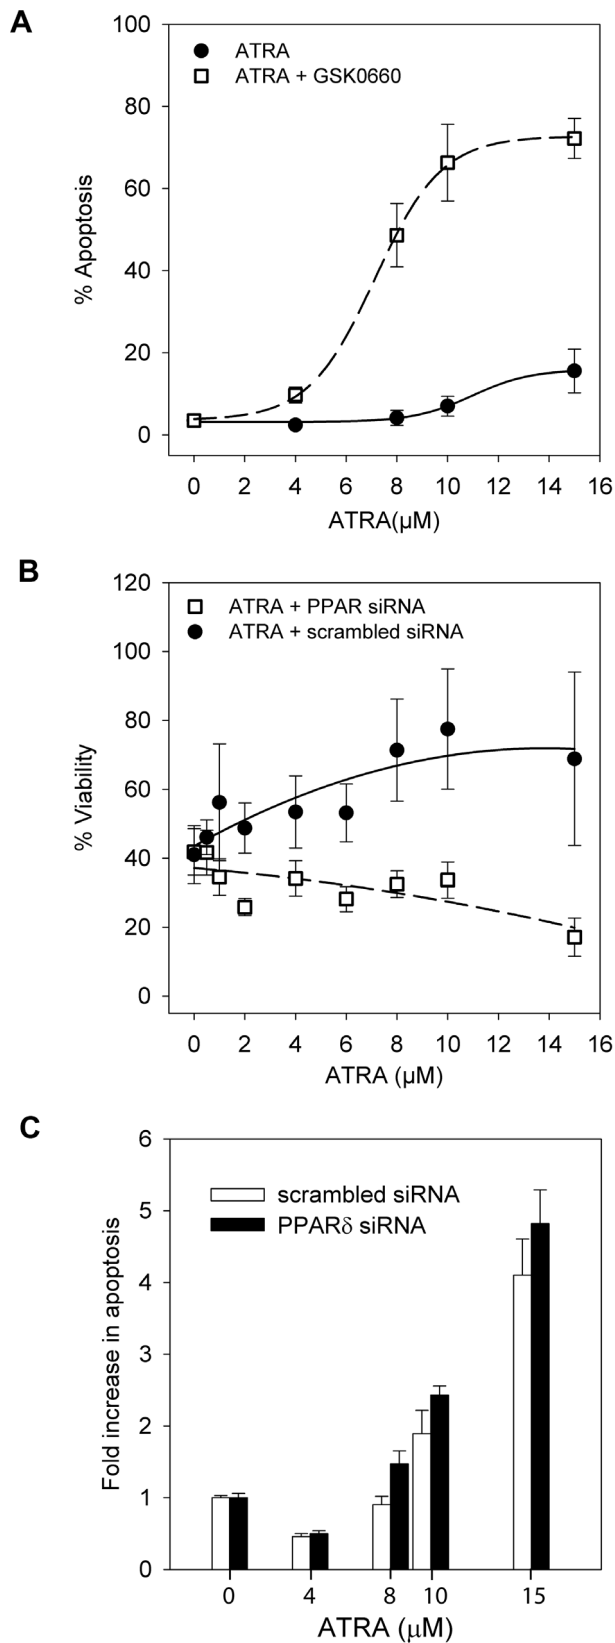 A
100
80
60
40
20
0
% Apoptosis
ATRA
ATRA + GSK0660
0 2 4 6 8 10 12 14 16
ATRA(µM)
B
120
100
80
60
40
20
0
% Viability
ATRA + PPAR siRNA
ATRA + scrambled siRNA
0 2 4 6 8 10 12 14 16
ATRA (µM)
C
6
5
4
3
2
1
0
Fold increase in apoptosis
scrambled siRNA
PPARδ siRNA
0 4 8 10 15
ATRA (µM)